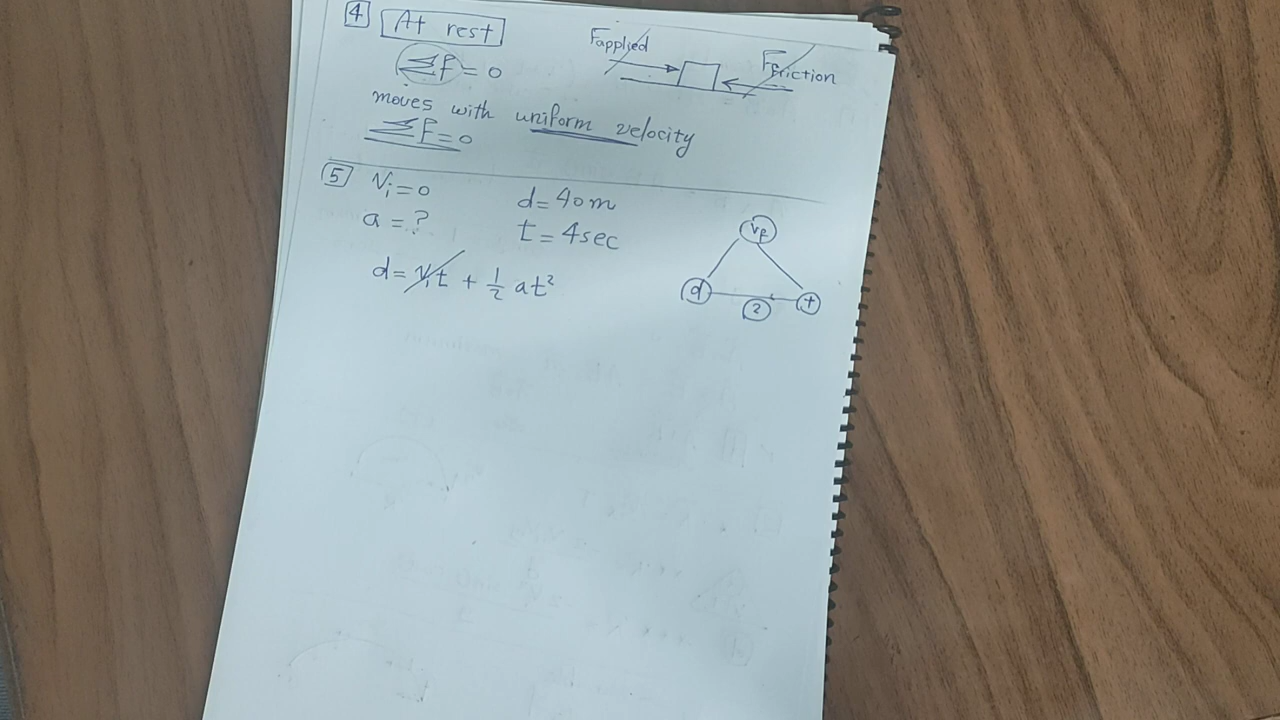 4 At rest
Σf = 0
Fapplied
Ffriction
moves with uniform velocity
Σf = 0
5 Vi = 0 d = 40m
a = ? t = 4sec
d = Vit + 1/2 at²
Vf
d 2 t